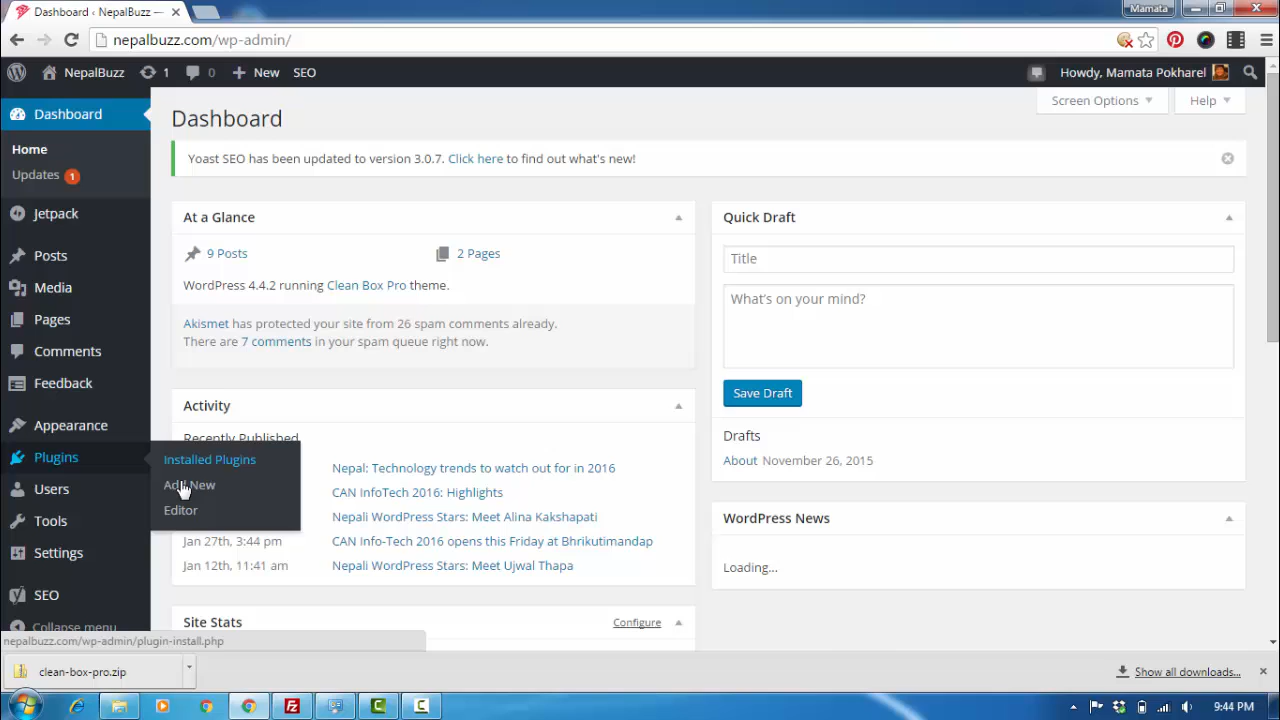 Dashboard ‹ NepalBuzz —
Mamata
nepalbuzz.com/wp-admin/
NepalBuzz 1 0 New SEO
Howdy, Mamata Pokharel
Dashboard
Home
Updates 1
Jetpack
Posts
Media
Pages
Comments
Feedback
Appearance
Plugins
Users
Tools
Settings
SEO
Collapse menu
Installed Plugins
Add New
Editor
Screen Options
Help
Dashboard
Yoast SEO has been updated to version 3.0.7. Click here to find out what's new!
At a Glance
9 Posts
2 Pages
WordPress 4.4.2 running Clean Box Pro theme.
Akismet has protected your site from 26 spam comments already.
There are 7 comments in your spam queue right now.
Activity
Recently Published
Nepal: Technology trends to watch out for in 2016
CAN InfoTech 2016: Highlights
Nepali WordPress Stars: Meet Alina Kakshapati
Jan 27th, 3:44 pm CAN Info-Tech 2016 opens this Friday at Bhrikutimandap
Jan 12th, 11:41 am Nepali WordPress Stars: Meet Ujwal Thapa
Site Stats
Configure
Quick Draft
Title
What's on your mind?
Save Draft
Drafts
About November 26, 2015
WordPress News
Loading...
nepalbuzz.com/wp-admin/plugin-install.php
clean-box-pro.zip
Show all downloads...
9:44 PM